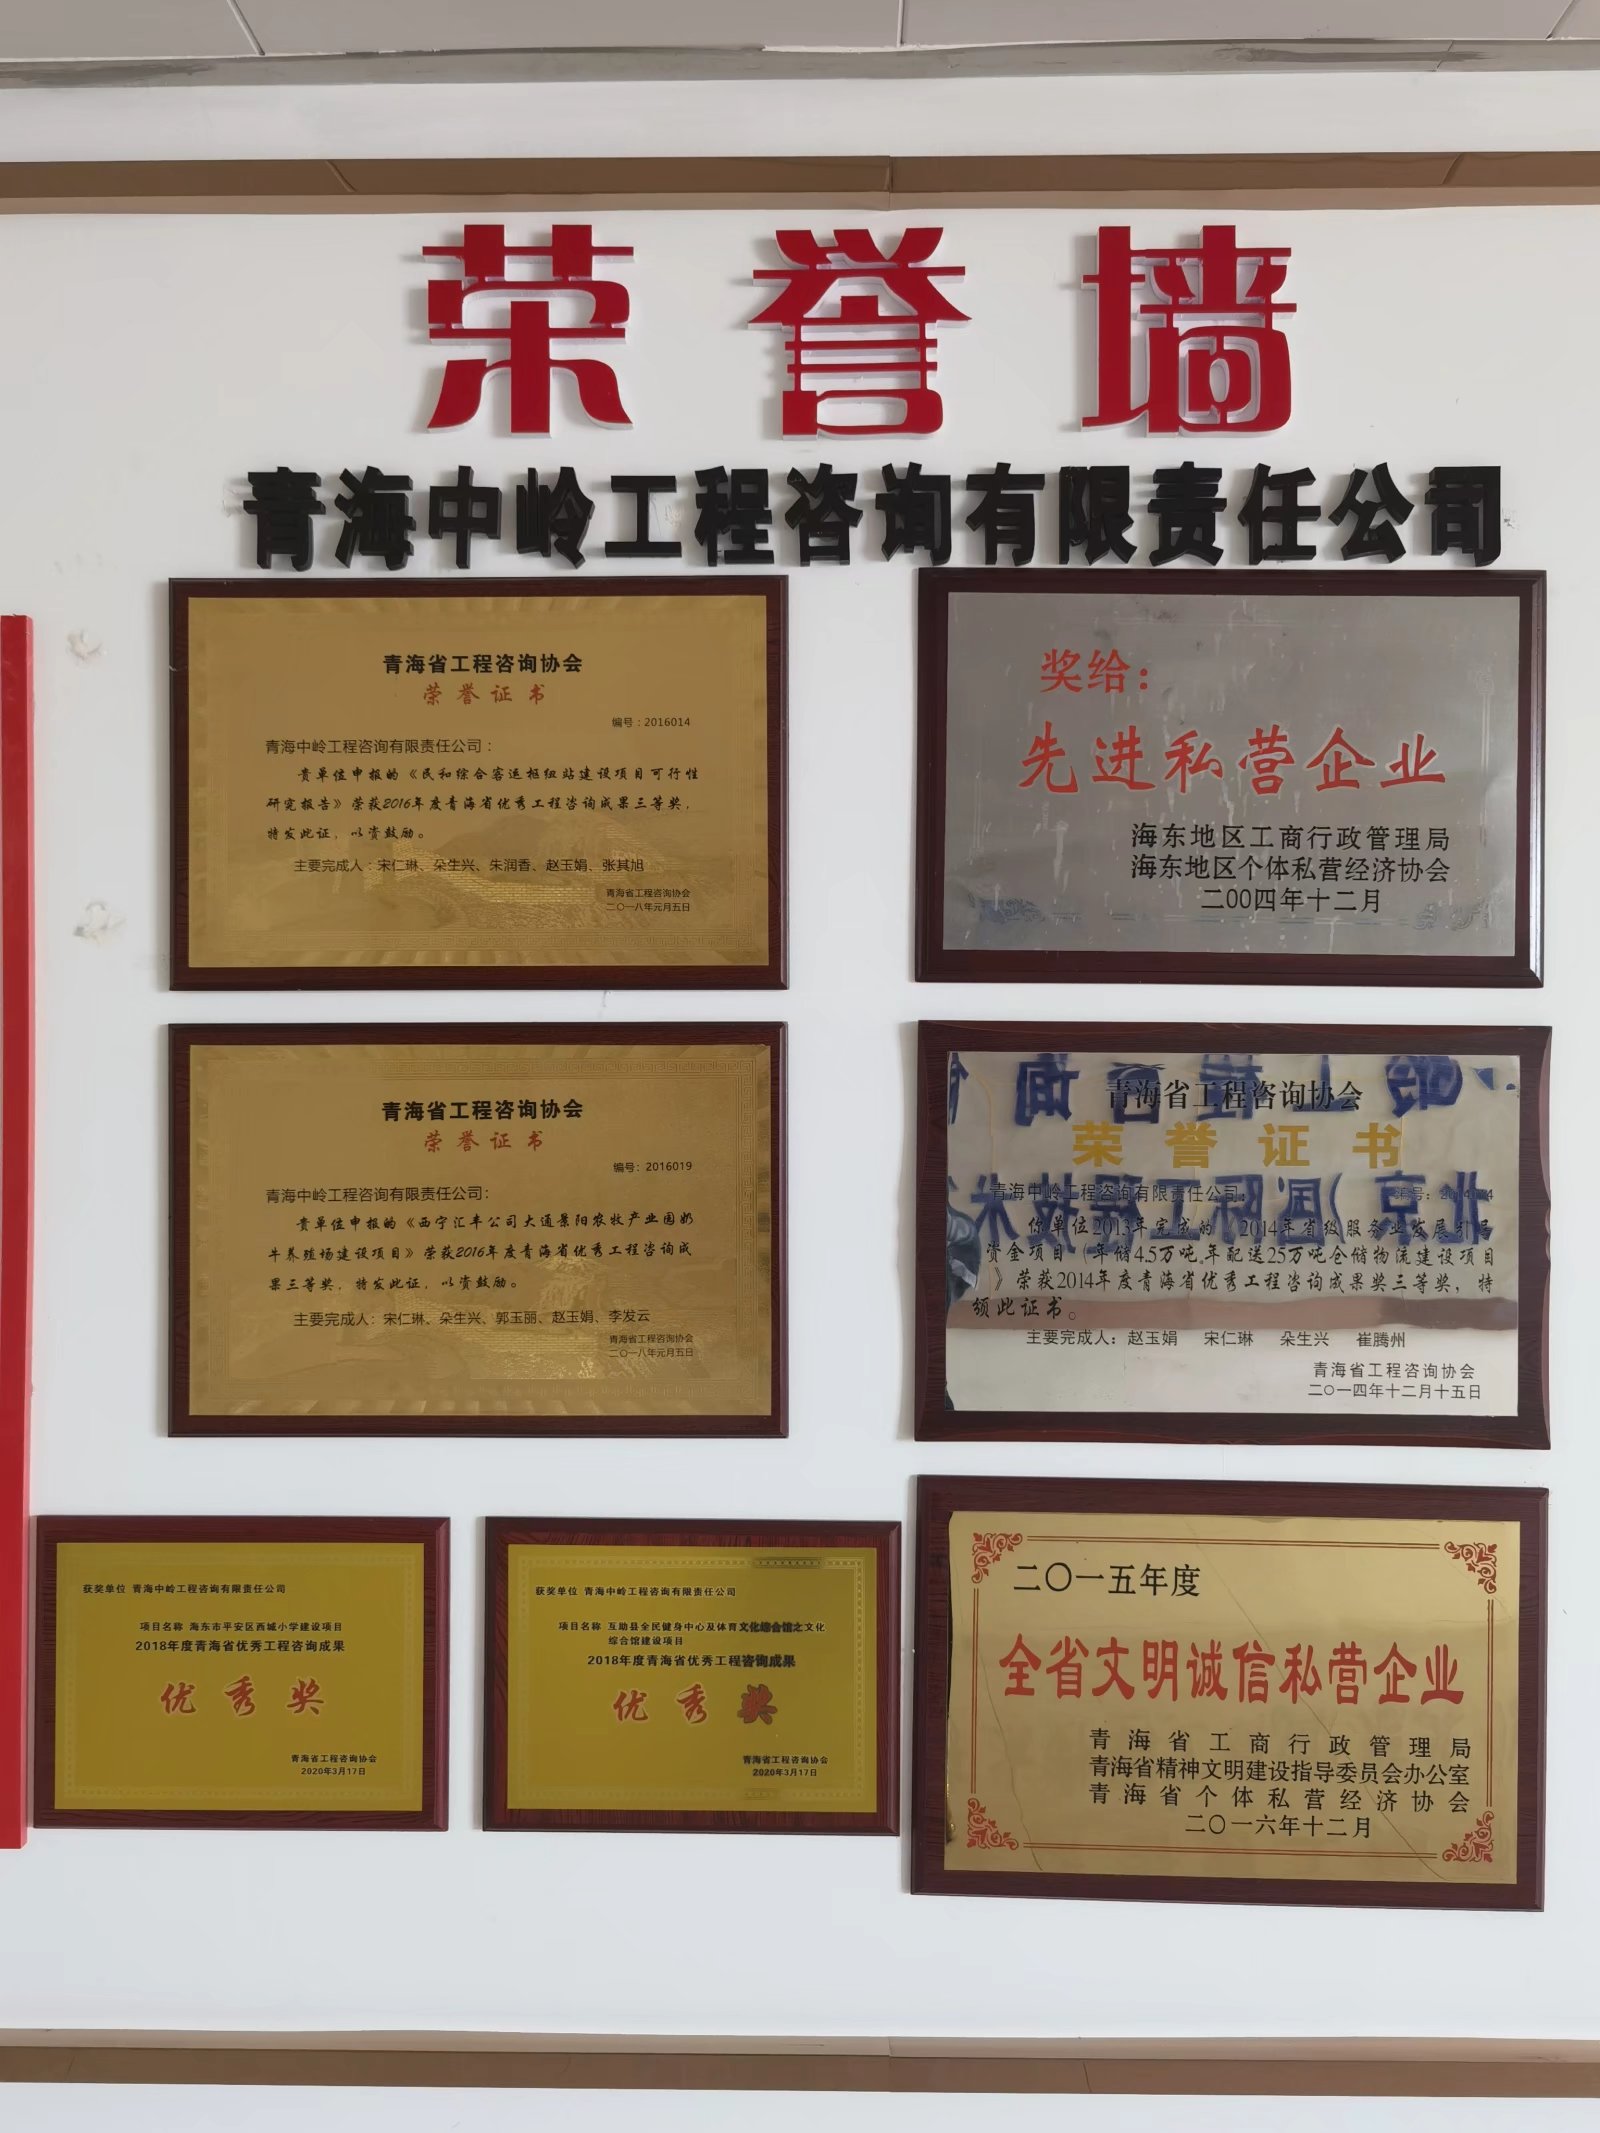 荣誉墙
青海中岭工程咨询有限责任公司
青海省工程咨询协会
荣誉证书
编号：2016014
青海中岭工程咨询有限责任公司：
贵单位申报的《民和综合客运枢纽站建设项目可行性
研究报告》荣获2016年度青海省优秀工程咨询成果三等奖，
特发此证，以资鼓励。
主要完成人：宋仁琳、朵生兴、朱润香、赵玉娟、张其旭
青海省工程咨询协会
二〇一八年元月五日
奖给：
先进私营企业
海东地区工商行政管理局
海东地区个体私营经济协会
二00四年十二月
青海省工程咨询协会
荣誉证书
编号：2016019
青海中岭工程咨询有限责任公司：
贵单位申报的《西宁汇丰公司大通景阳农牧产业园奶
牛养殖场建设项目》荣获2016年度青海省优秀工程咨询成
果三等奖，特发此证，以资鼓励。
主要完成人：宋仁琳、朵生兴、郭玉丽、赵玉娟、李发云
青海省工程咨询协会
二〇一八年元月五日
青海省工程咨询协会
荣誉证书
青海中岭工程咨询有限责任公司：
编号：
你单位2013年完成的《2014年省级服务业发展引导
资金项目（年储4.5万吨,年配送25万吨仓储物流建设项目
》荣获2014年度青海省优秀工程咨询成果奖三等奖，特
颁此证书。
主要完成人：赵玉娟 宋仁琳 朵生兴 崔腾州
青海省工程咨询协会
二〇一四年十二月十五日
获奖单位 青海中岭工程咨询有限责任公司
项目名称 海东市平安区西城小学建设项目
2018年度青海省优秀工程咨询成果
优秀奖
青海省工程咨询协会
2020年3月17日
获奖单位 青海中岭工程咨询有限责任公司
项目名称 互助县全民健身中心及体育文化综合馆之文化
综合馆建设项目
2018年度青海省优秀工程咨询成果
优秀奖
青海省工程咨询协会
2020年3月17日
二〇一五年度
全省文明诚信私营企业
青海省工商行政管理局
青海省精神文明建设指导委员会办公室
青海省个体私营经济协会
二〇一六年十二月